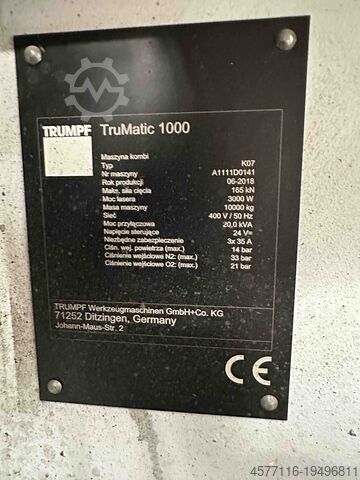 TRUMPF TruMatic 1000
Maszyna kombi
Typ K07
Nr maszyny A1111D0141
Rok produkcji 06-2018
Maks. siła cięcia 165 kN
Moc lasera 3000 W
Masa maszyny 10000 kg
Sieć 400 V / 50 Hz
Moc przyłączowa 20,0 kVA
Napięcie sterujące 24 V=
Niezbędne zabezpieczenie 3x 35 A
Ciśn. wej. powietrza (max.) 14 bar
Ciśnienie wejściowe N2: (max.) 33 bar
Ciśnienie wejściowe O2: (max.) 21 bar
TRUMPF Werkzeugmaschinen GmbH+Co. KG
71252 Ditzingen, Germany
Johann-Maus-Str. 2
CE
4577116-19496811